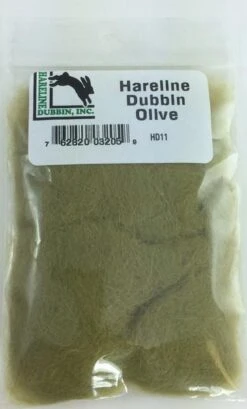 HARELINE
DUBBIN, INC.
Hareline
Dubbin
Olive
7 62820 03205 9
HD11